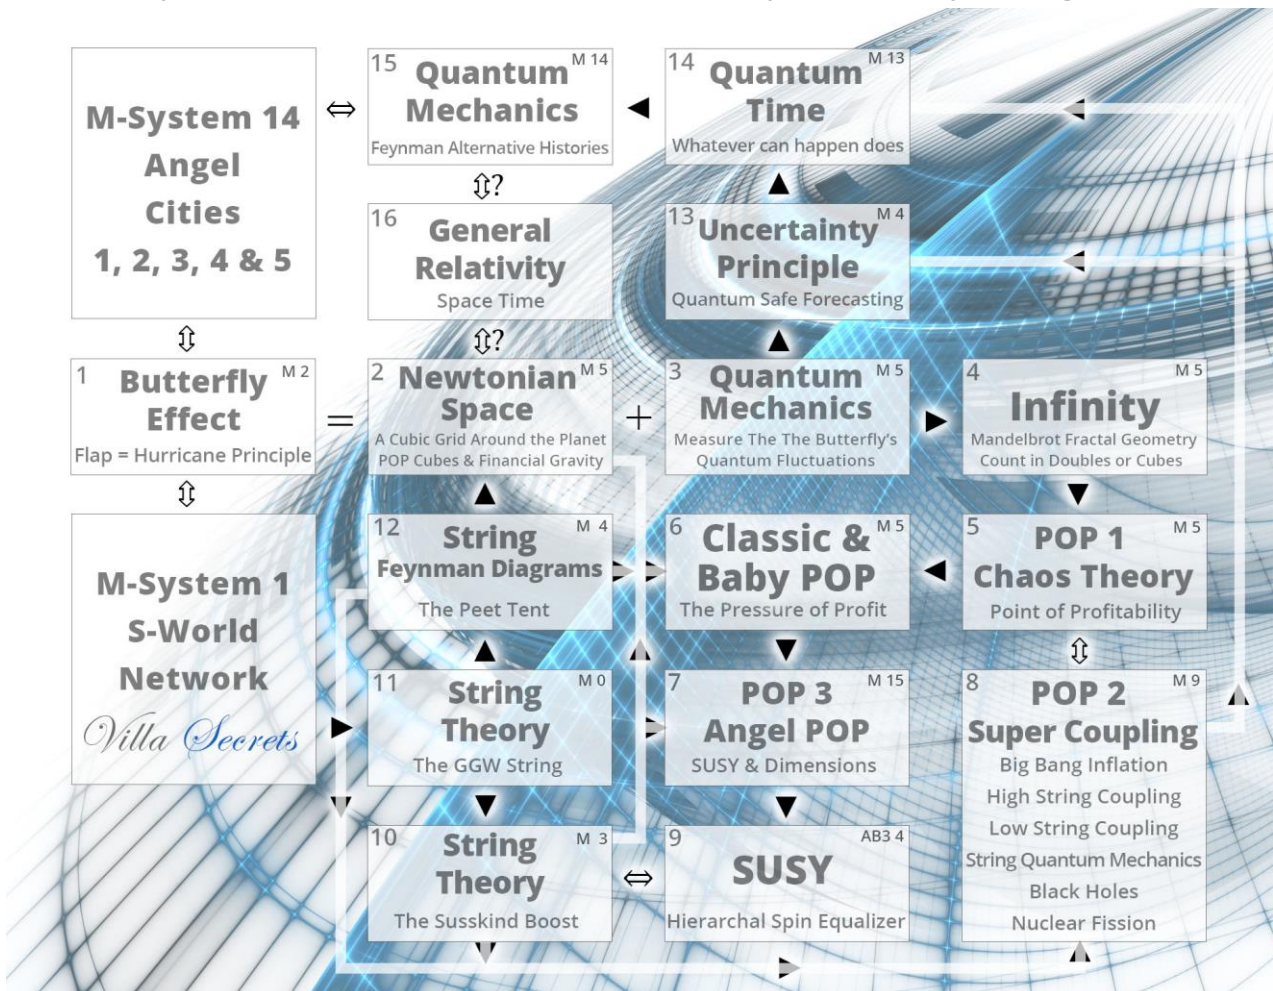 M-System 14
Angel
Cities
1, 2, 3, 4 & 5
15 Quantum M 14
Mechanics
Feynman Alternative Histories
14 Quantum M 13
Time
Whatever can happen does
⇔
⇕?
16 General
Relativity
Space Time
13 Uncertainty M 4
Principle
Quantum Safe Forecasting
⇕
⇕?
1 Butterfly M 2
Effect
Flap = Hurricane Principle
=
2 Newtonian M 5
Space
A Cubic Grid Around the Planet
POP Cubes & Financial Gravity
+
3 Quantum M 5
Mechanics
Measure The The Butterfly's
Quantum Fluctuations
4 M 5
Infinity
Mandelbrot Fractal Geometry
Count in Doubles or Cubes
⇕
M-System 1
S-World
Network
Villa Secrets
12 String M 4
Feynman Diagrams
The Peet Tent
6 Classic & M 5
Baby POP
The Pressure of Profit
5 POP 1 M 5
Chaos Theory
Point of Profitability
⇕
11 String M 0
Theory
The GGW String
7 POP 3 M 15
Angel POP
SUSY & Dimensions
8 POP 2 M 9
Super Coupling
Big Bang Inflation
High String Coupling
Low String Coupling
String Quantum Mechanics
Black Holes
Nuclear Fission
10 String M 3
Theory
The Susskind Boost
⇔
9 AB3 4
SUSY
Hierarchal Spin Equalizer